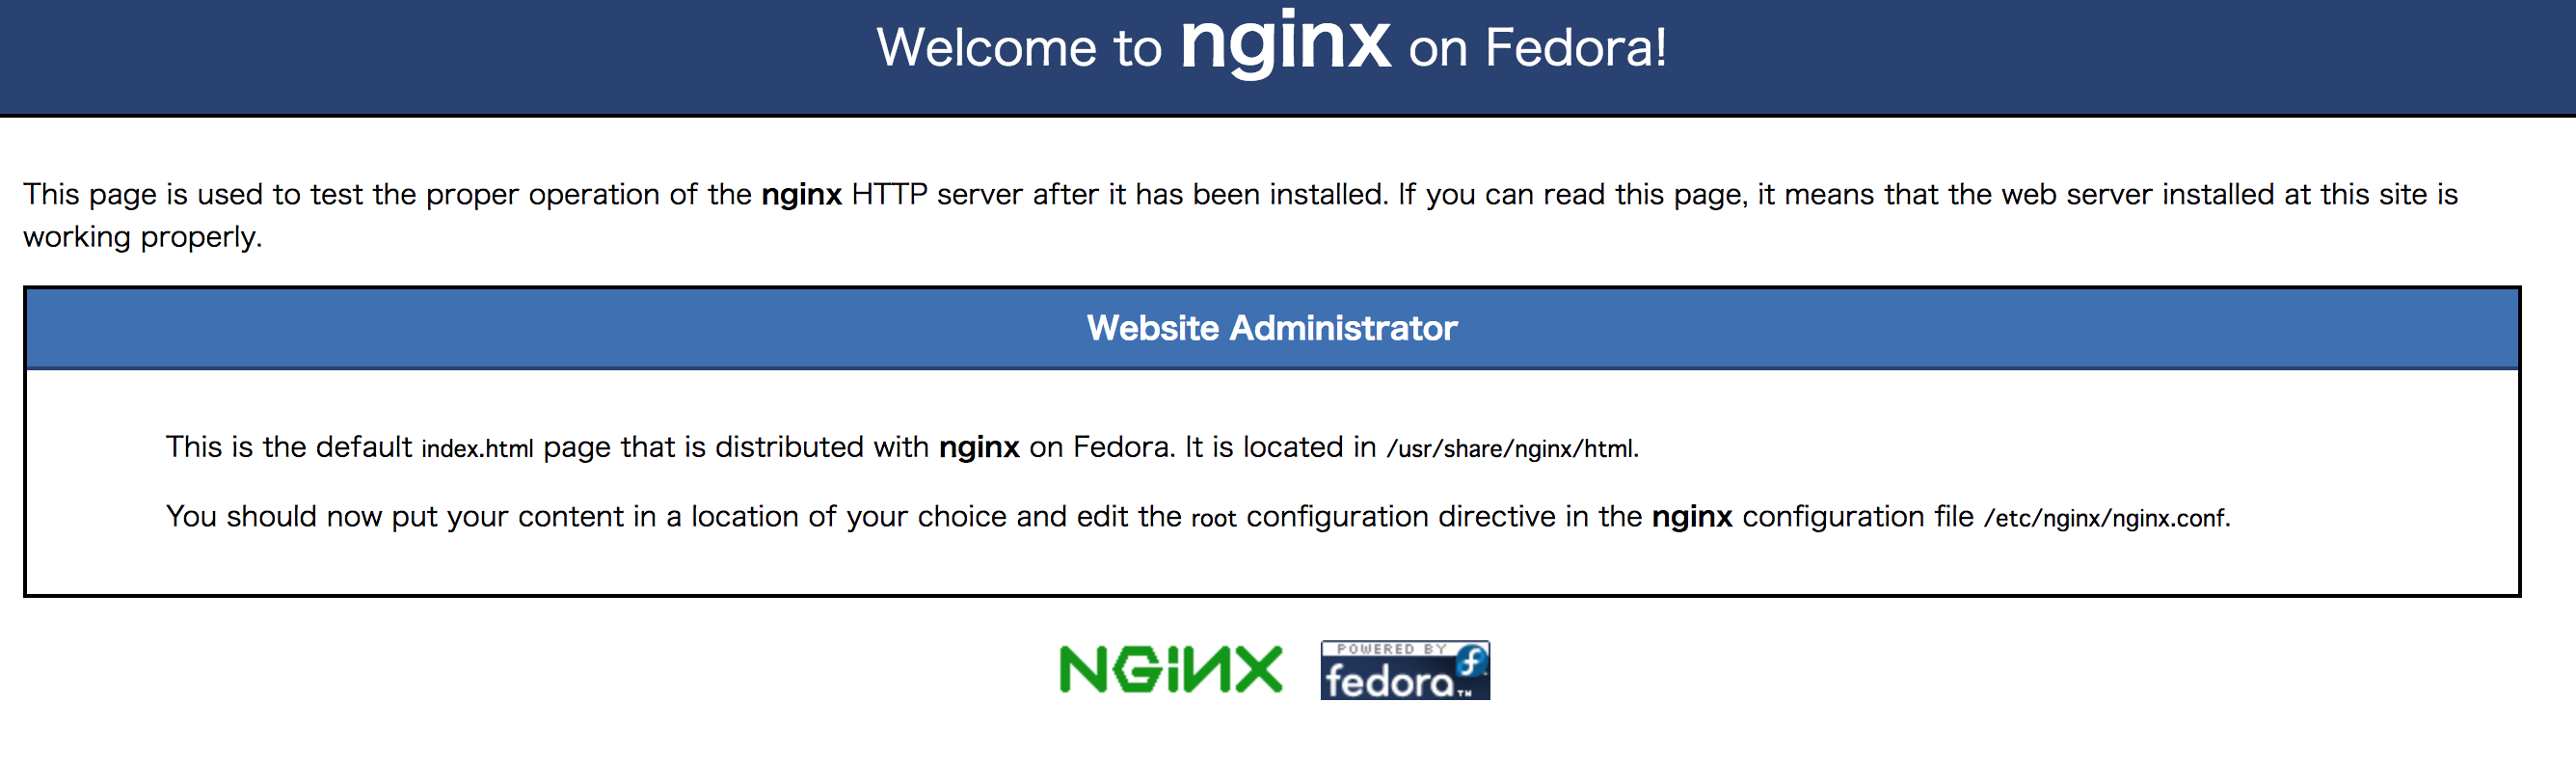 Welcome to nginx on Fedora!
This page is used to test the proper operation of the nginx HTTP server after it has been installed. If you can read this page, it means that the web server installed at this site is
working properly.
Website Administrator
This is the default index.html page that is distributed with nginx on Fedora. It is located in /usr/share/nginx/html.
You should now put your content in a location of your choice and edit the root configuration directive in the nginx configuration file /etc/nginx/nginx.conf.
NGINX
POWERED BY
fedora™